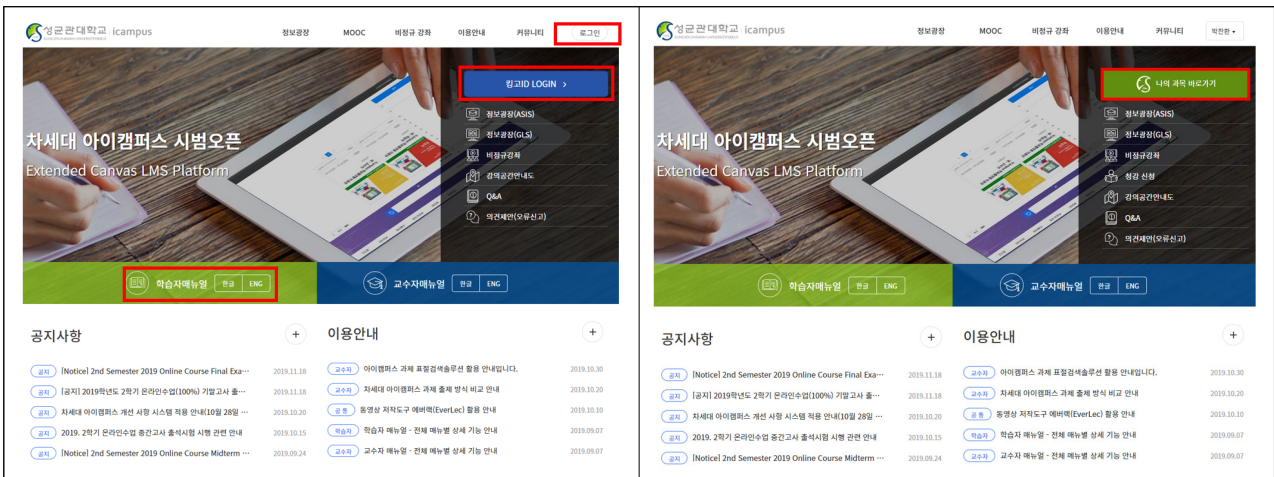 성균관대학교 icampus
정보광장 MOOC 비정규 강좌 이용안내 커뮤니티 로그인
킹고ID LOGIN >
정보광장(ASIS)
정보광장(GLS)
비정규강좌
강의공간안내도
Q&A
의견제안(오류신고)
차세대 아이캠퍼스 시범오픈
Extended Canvas LMS Platform
학습자매뉴얼 한글 ENG
교수자매뉴얼 한글 ENG
공지사항 +
공지 [Notice] 2nd Semester 2019 Online Course Final Exa… 2019.11.18
공지 [공지] 2019학년도 2학기 온라인수업(100%) 기말고사 출… 2019.11.18
공지 차세대 아이캠퍼스 개선 사항 시스템 적용 안내(10월 28일 … 2019.10.20
공지 2019. 2학기 온라인수업 중간고사 출석시험 시행 관련 안내 2019.10.15
공지 [Notice] 2nd Semester 2019 Online Course Midterm … 2019.09.24
이용안내 +
교수자 아이캠퍼스 과제 표절검색솔루션 활용 안내입니다. 2019.10.30
교수자 차세대 아이캠퍼스 과제 출제 방식 비교 안내 2019.10.20
공통 동영상 저작도구 에버렉(EverLec) 활용 안내 2019.10.10
학습자 학습자 매뉴얼 - 전체 메뉴별 상세 기능 안내 2019.09.07
교수자 교수자 매뉴얼 - 전체 메뉴별 상세 기능 안내 2019.09.07
성균관대학교 icampus
정보광장 MOOC 비정규 강좌 이용안내 커뮤니티 박찬환
나의 과목 바로가기
정보광장(ASIS)
정보광장(GLS)
비정규강좌
청강 신청
강의공간안내도
Q&A
의견제안(오류신고)
차세대 아이캠퍼스 시범오픈
Extended Canvas LMS Platform
학습자매뉴얼 한글 ENG
교수자매뉴얼 한글 ENG
공지사항 +
공지 [Notice] 2nd Semester 2019 Online Course Final Exa… 2019.11.18
공지 [공지] 2019학년도 2학기 온라인수업(100%) 기말고사 출… 2019.11.18
공지 차세대 아이캠퍼스 개선 사항 시스템 적용 안내(10월 28일 … 2019.10.20
공지 2019. 2학기 온라인수업 중간고사 출석시험 시행 관련 안내 2019.10.15
공지 [Notice] 2nd Semester 2019 Online Course Midterm … 2019.09.24
이용안내 +
교수자 아이캠퍼스 과제 표절검색솔루션 활용 안내입니다. 2019.10.30
교수자 차세대 아이캠퍼스 과제 출제 방식 비교 안내 2019.10.20
공통 동영상 저작도구 에버렉(EverLec) 활용 안내 2019.10.10
학습자 학습자 매뉴얼 - 전체 메뉴별 상세 기능 안내 2019.09.07
교수자 교수자 매뉴얼 - 전체 메뉴별 상세 기능 안내 2019.09.07